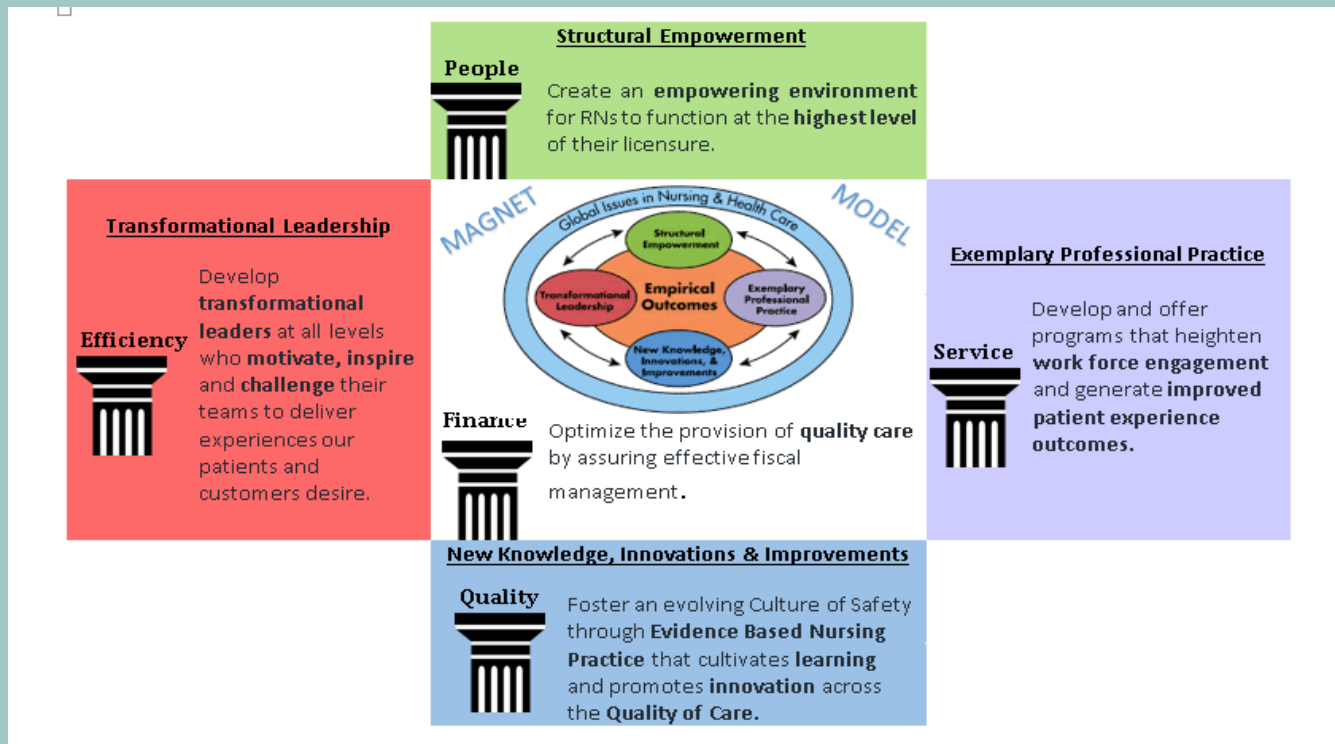 Structural Empowerment
People
Create an empowering environment
for RNs to function at the highest level
of their licensure.
Transformational Leadership
Efficiency
Develop
transformational
leaders at all levels
who motivate, inspire
and challenge their
teams to deliver
experiences our
patients and
customers desire.
MAGNET
MODEL
Global Issues in Nursing & Health Care
Structural
Empowerment
Transformational
Leadership
Empirical
Outcomes
Exemplary
Professional
Practice
New Knowledge,
Innovations, &
Improvements
Finance
Optimize the provision of quality care
by assuring effective fiscal
management.
Exemplary Professional Practice
Service
Develop and offer
programs that heighten
work force engagement
and generate improved
patient experience
outcomes.
New Knowledge, Innovations & Improvements
Quality
Foster an evolving Culture of Safety
through Evidence Based Nursing
Practice that cultivates learning
and promotes innovation across
the Quality of Care.